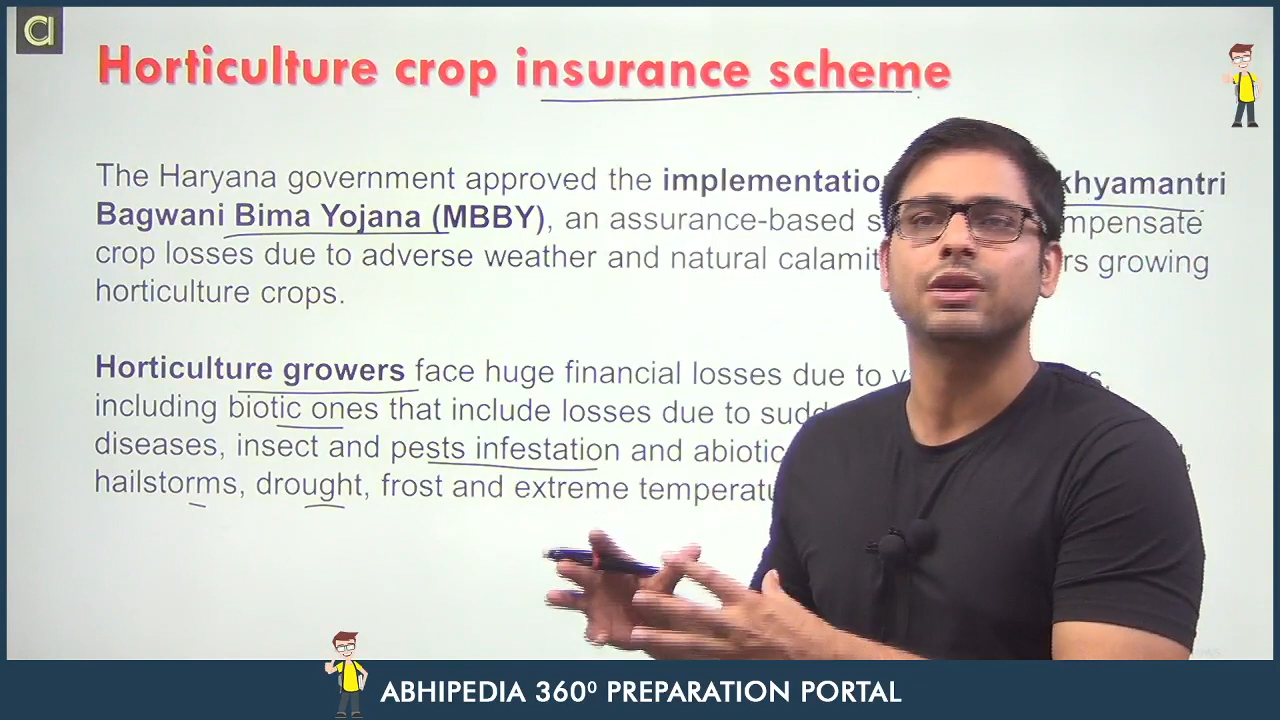 Horticulture crop insurance scheme
The Haryana government approved the implementatio khyamantri
Bagwani Bima Yojana (MBBY), an assurance-based s mpensate
crop losses due to adverse weather and natural calamit rs growing
horticulture crops.
Horticulture growers face huge financial losses due to v rs,
including biotic ones that include losses due to sudd
diseases, insect and pests infestation and abiotic
hailstorms, drought, frost and extreme temperatu
ABHIPEDIA 360⁰ PREPARATION PORTAL